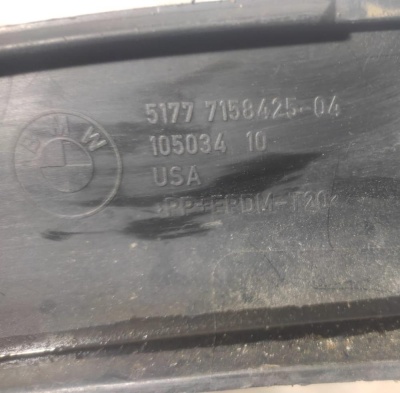 BMW
5177 7158425-04
105034 10
USA
>PP+EPDM-T20<